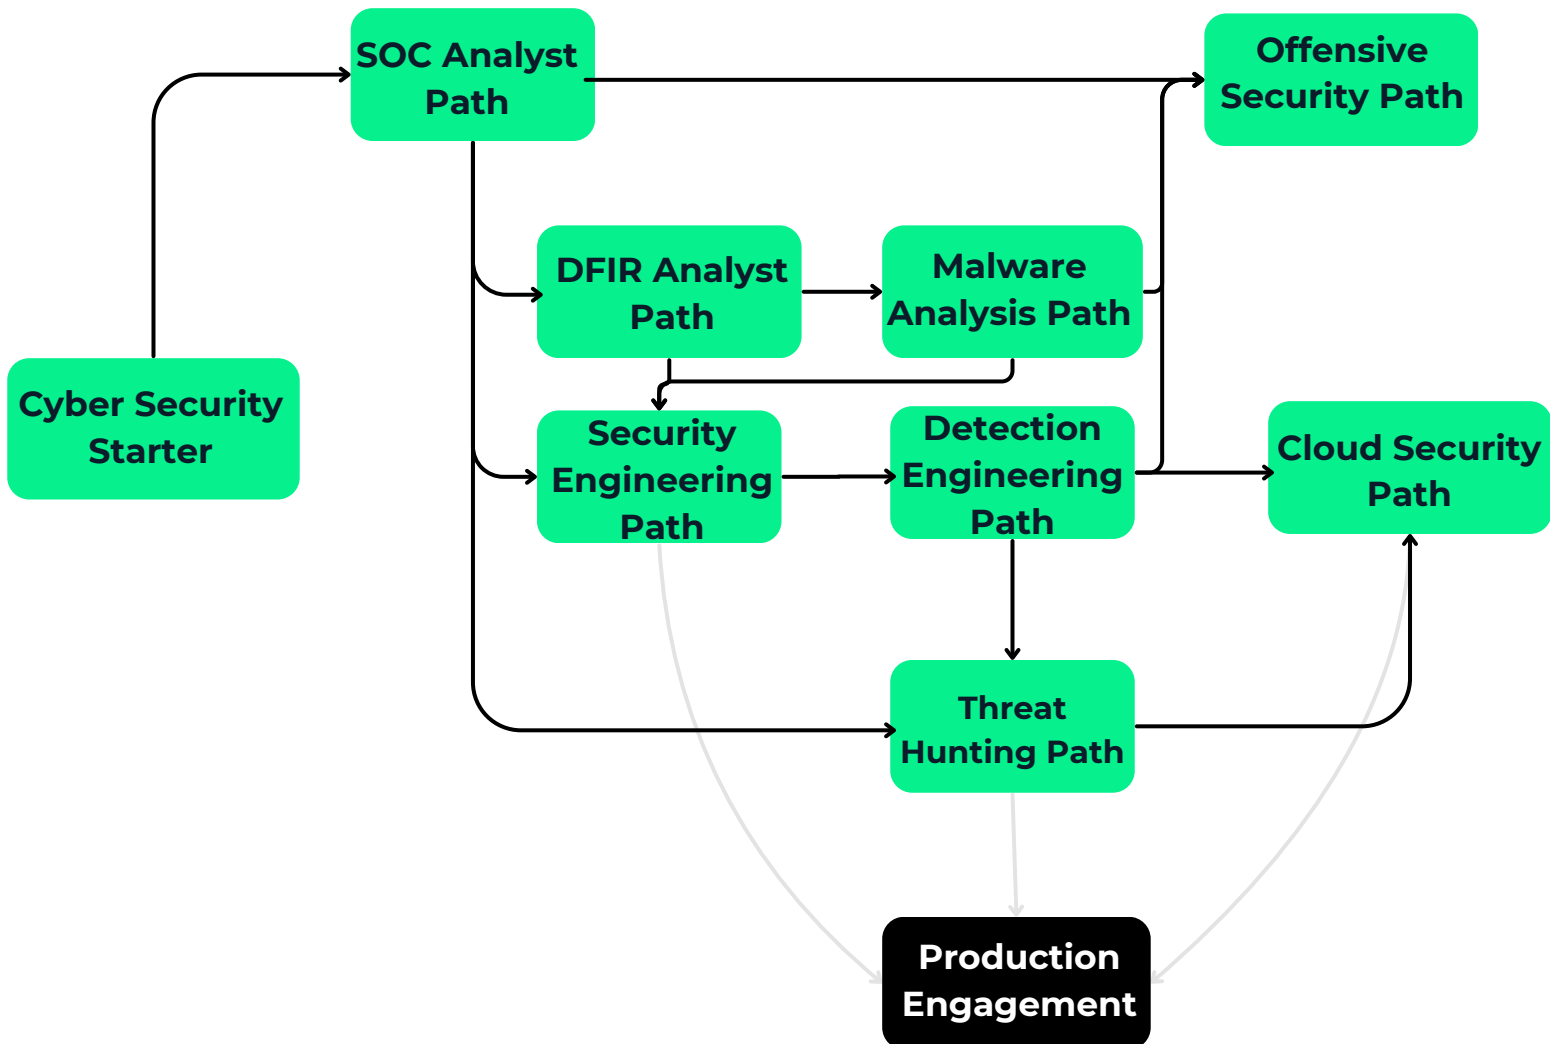 SOC Analyst
Path
Offensive
Security Path
DFIR Analyst
Path
Malware
Analysis Path
Cyber Security
Starter
Security
Engineering
Path
Detection
Engineering
Path
Cloud Security
Path
Threat
Hunting Path
Production
Engagement